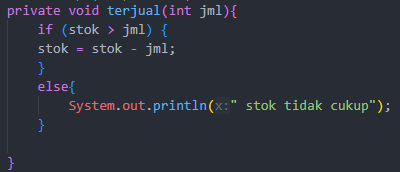 private void terjual(int jml){
if (stok > jml) {
stok = stok - jml;
}
else{
System.out.println(x:" stok tidak cukup");
}
}